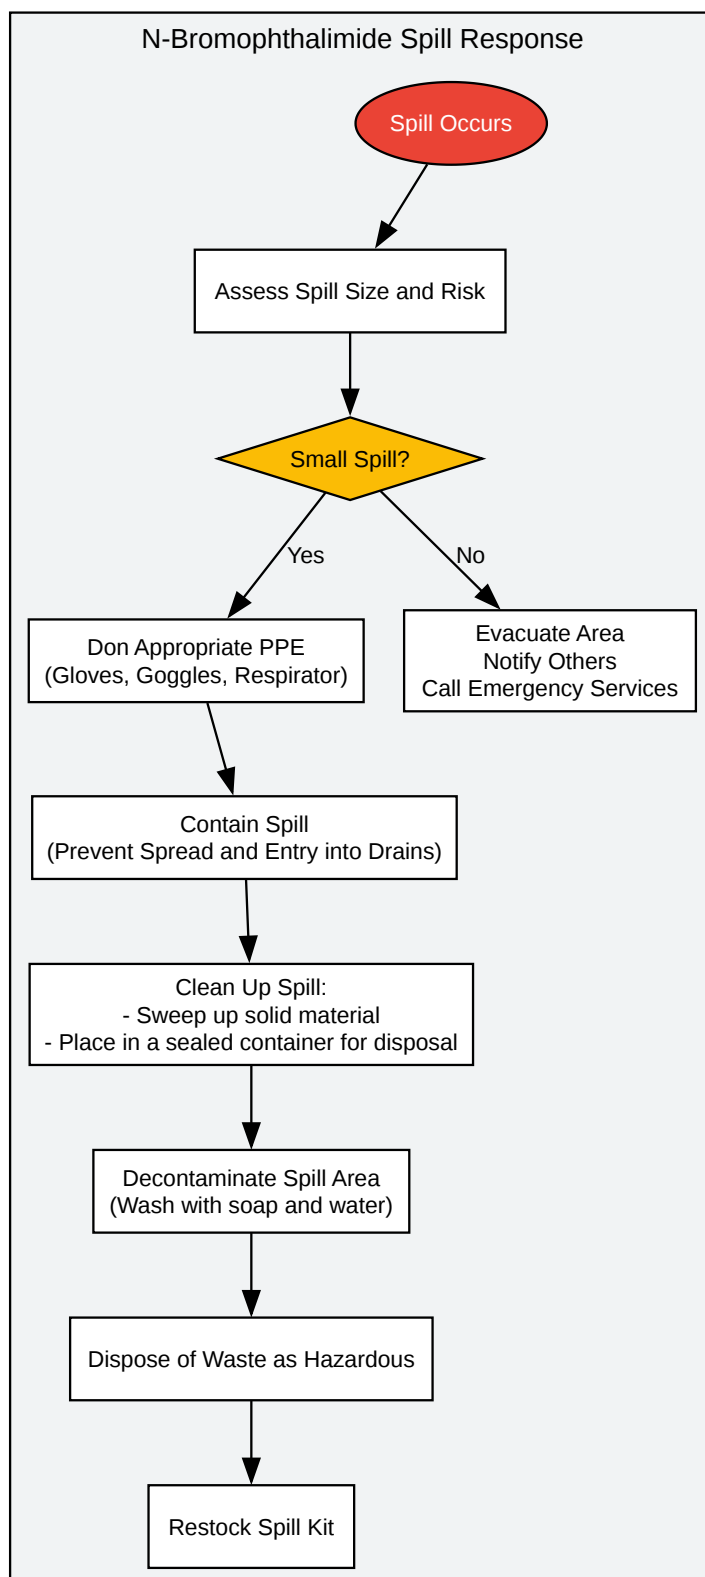 N-Bromophthalimide Spill Response
Spill Occurs
Assess Spill Size and Risk
Small Spill?
Yes
No
Don Appropriate PPE
(Gloves, Goggles, Respirator)
Evacuate Area
Notify Others
Call Emergency Services
Contain Spill
(Prevent Spread and Entry into Drains)
Clean Up Spill:
- Sweep up solid material
- Place in a sealed container for disposal
Decontaminate Spill Area
(Wash with soap and water)
Dispose of Waste as Hazardous
Restock Spill Kit